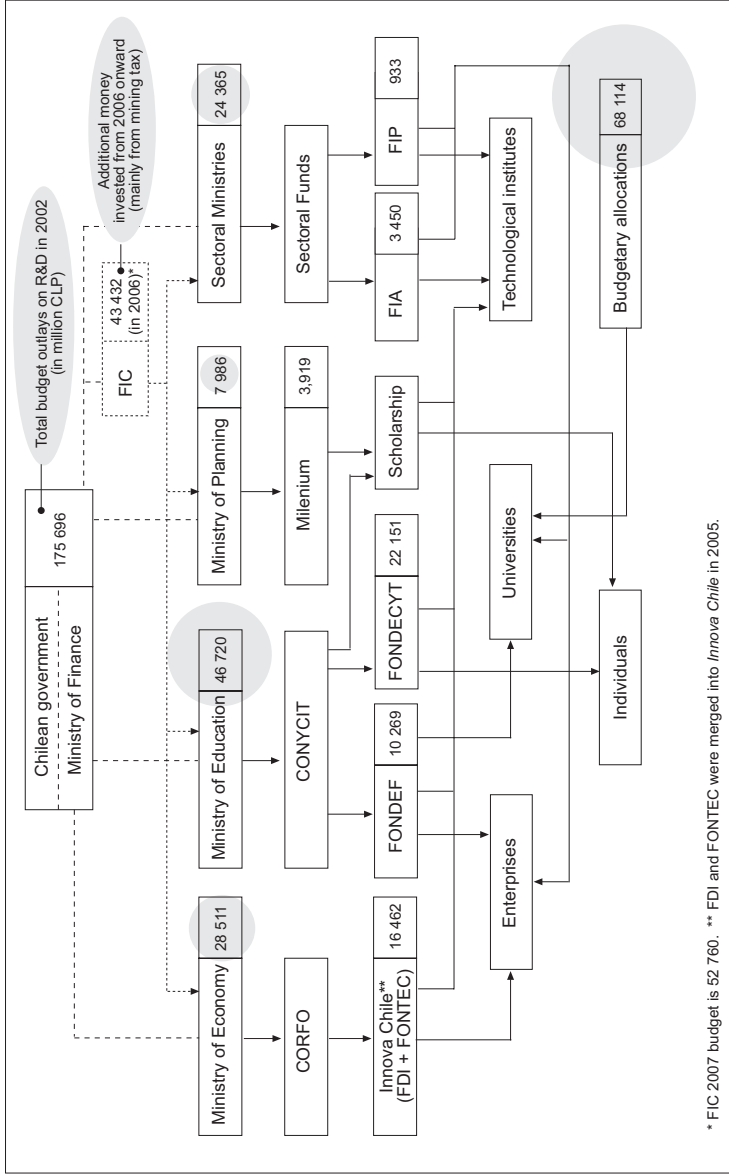 Total budget outlays on R&D in 2002
(in million CLP)
Additional money
invested from 2006 onward
(mainly from mining tax)
Chilean government
Ministry of Finance
175 696
FIC
43 432
(in 2006)*
Ministry of Economy
28 511
Ministry of Education
46 720
Ministry of Planning
7 986
Sectoral Ministries
24 365
CORFO
CONYCIT
Milenium
3,919
Sectoral Funds
Innova Chile**
(FDI + FONTEC)
16 462
FONDEF
10 269
FONDECYT
22 151
Scholarship
FIA
3 450
FIP
933
Enterprises
Universities
Technological institutes
Individuals
Budgetary allocations
68 114
* FIC 2007 budget is 52 760. ** FDI and FONTEC were merged into Innova Chile in 2005.